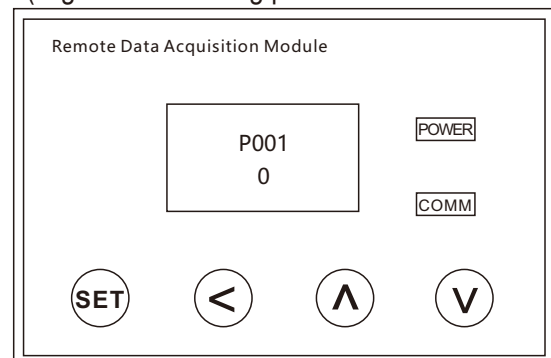 Remote Data Acquisition Module
P001
0
POWER
COMM
SET < Λ V